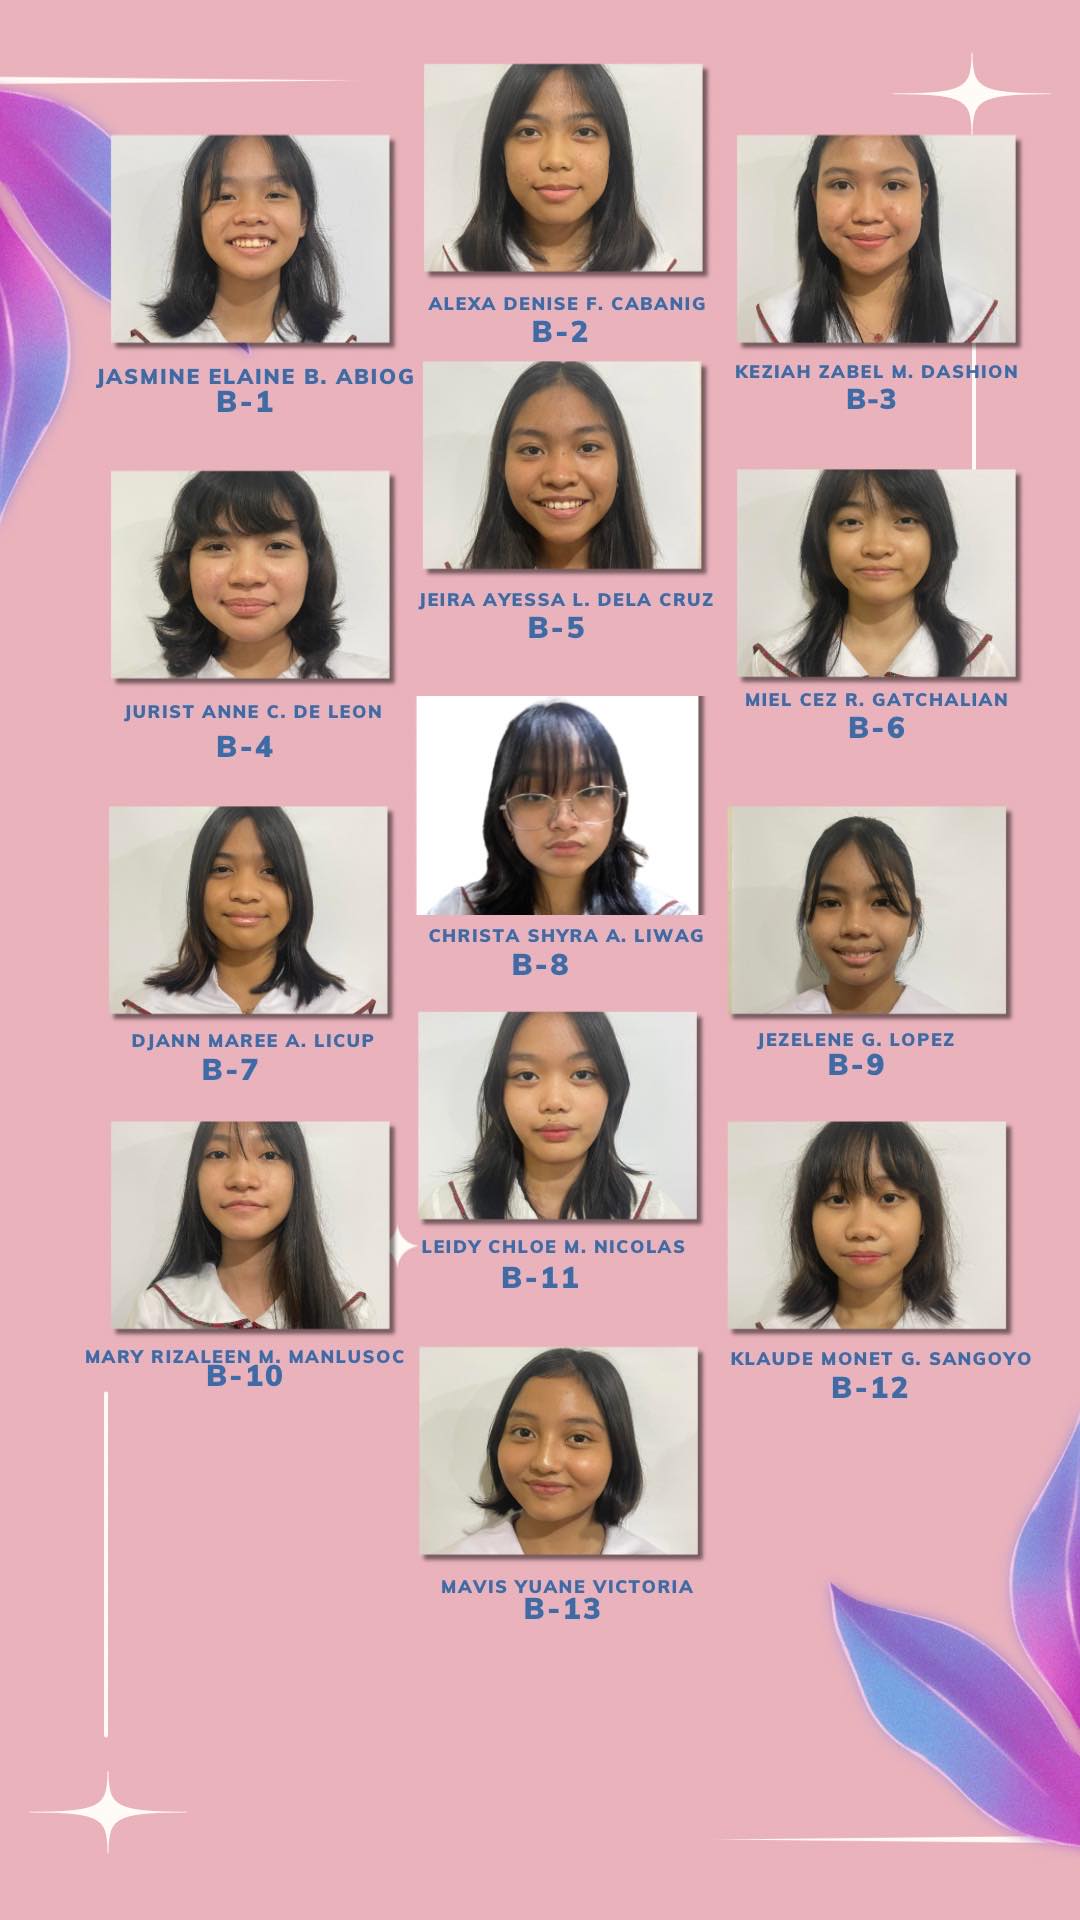 JASMINE ELAINE B. ABIOG
B-1
ALEXA DENISE F. CABANIG
B-2
KEZIAH ZABEL M. DASHION
B-3
JURIST ANNE C. DE LEON
B-4
JEIRA AYESSA L. DELA CRUZ
B-5
MIEL CEZ R. GATCHALIAN
B-6
DJANN MAREE A. LICUP
B-7
CHRISTA SHYRA A. LIWAG
B-8
JEZELENE G. LOPEZ
B-9
MARY RIZALEEN M. MANLUSOC
B-10
LEIDY CHLOE M. NICOLAS
B-11
KLAUDE MONET G. SANGOYO
B-12
MAVIS YUANE VICTORIA
B-13